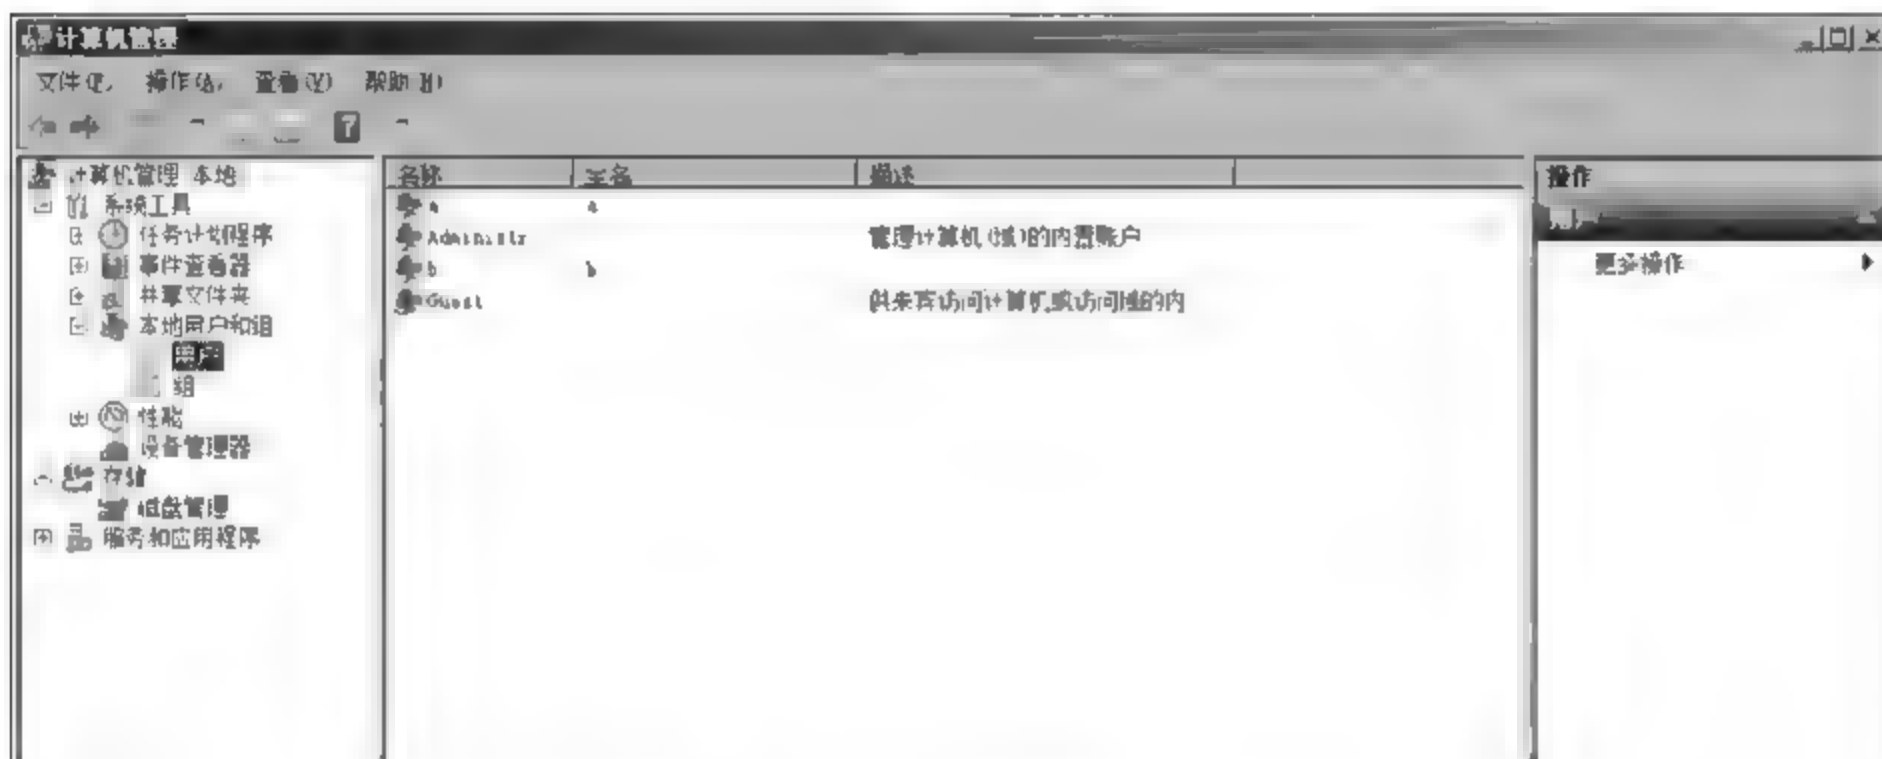 计算机管理
文件(F) 操作(A) 查看(V) 帮助(H)
计算机管理 本地
系统工具
任务计划程序
事件查看器
共享文件夹
本地用户和组
用户
组
性能
设备管理器
存储
磁盘管理
服务和应用程序
名称 全名 描述
a a
Administr 管理计算机(域)的内置账户
b b
Guest 供来宾访问计算机或访问域的内
操作
用户
更多操作